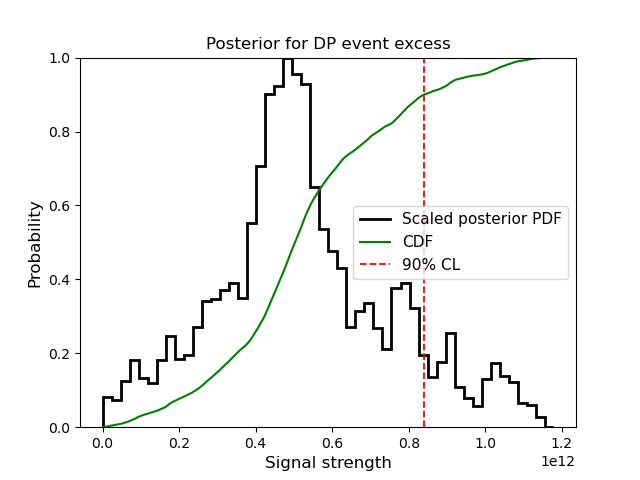 Posterior for DP event excess
Probability
1.0
0.8
0.6
0.4
0.2
0.0
Scaled posterior PDF
CDF
90% CL
0.0 0.2 0.4 0.6 0.8 1.0 1.2
1e12
Signal strength